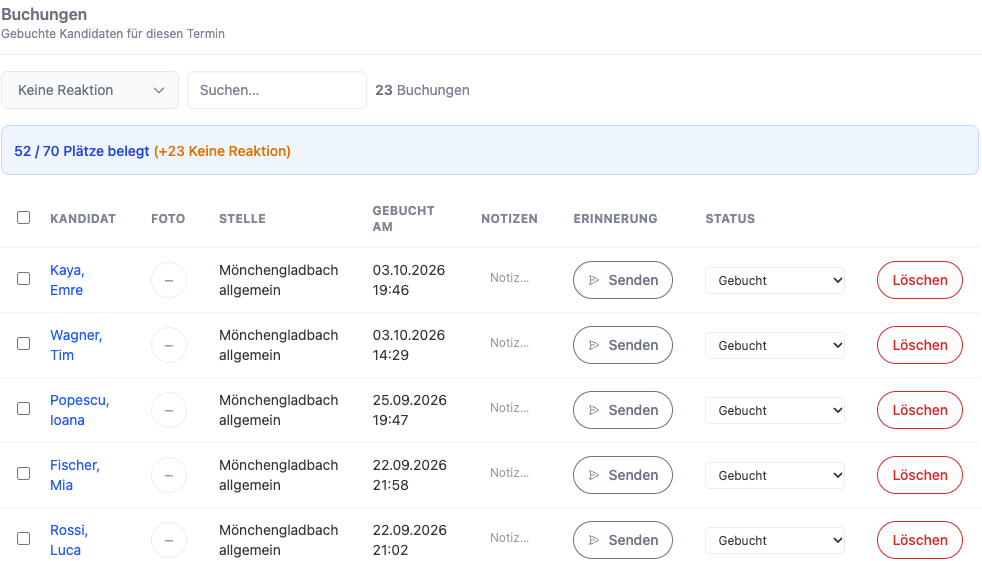 Buchungen
Gebuchte Kandidaten für diesen Termin
Keine Reaktion Suchen... 23 Buchungen
52 / 70 Plätze belegt (+23 Keine Reaktion)
KANDIDAT FOTO STELLE GEBUCHT AM NOTIZEN ERINNERUNG STATUS
Kaya, Mönchengladbach 03.10.2026 Notiz... Senden Gebucht Löschen
Emre – allgemein 19:46
Wagner, Mönchengladbach 03.10.2026 Notiz... Senden Gebucht Löschen
Tim – allgemein 14:29
Popescu, Mönchengladbach 25.09.2026 Notiz... Senden Gebucht Löschen
Ioana – allgemein 19:47
Fischer, Mönchengladbach 22.09.2026 Notiz... Senden Gebucht Löschen
Mia – allgemein 21:58
Rossi, Mönchengladbach 22.09.2026 Notiz... Senden Gebucht Löschen
Luca – allgemein 21:02